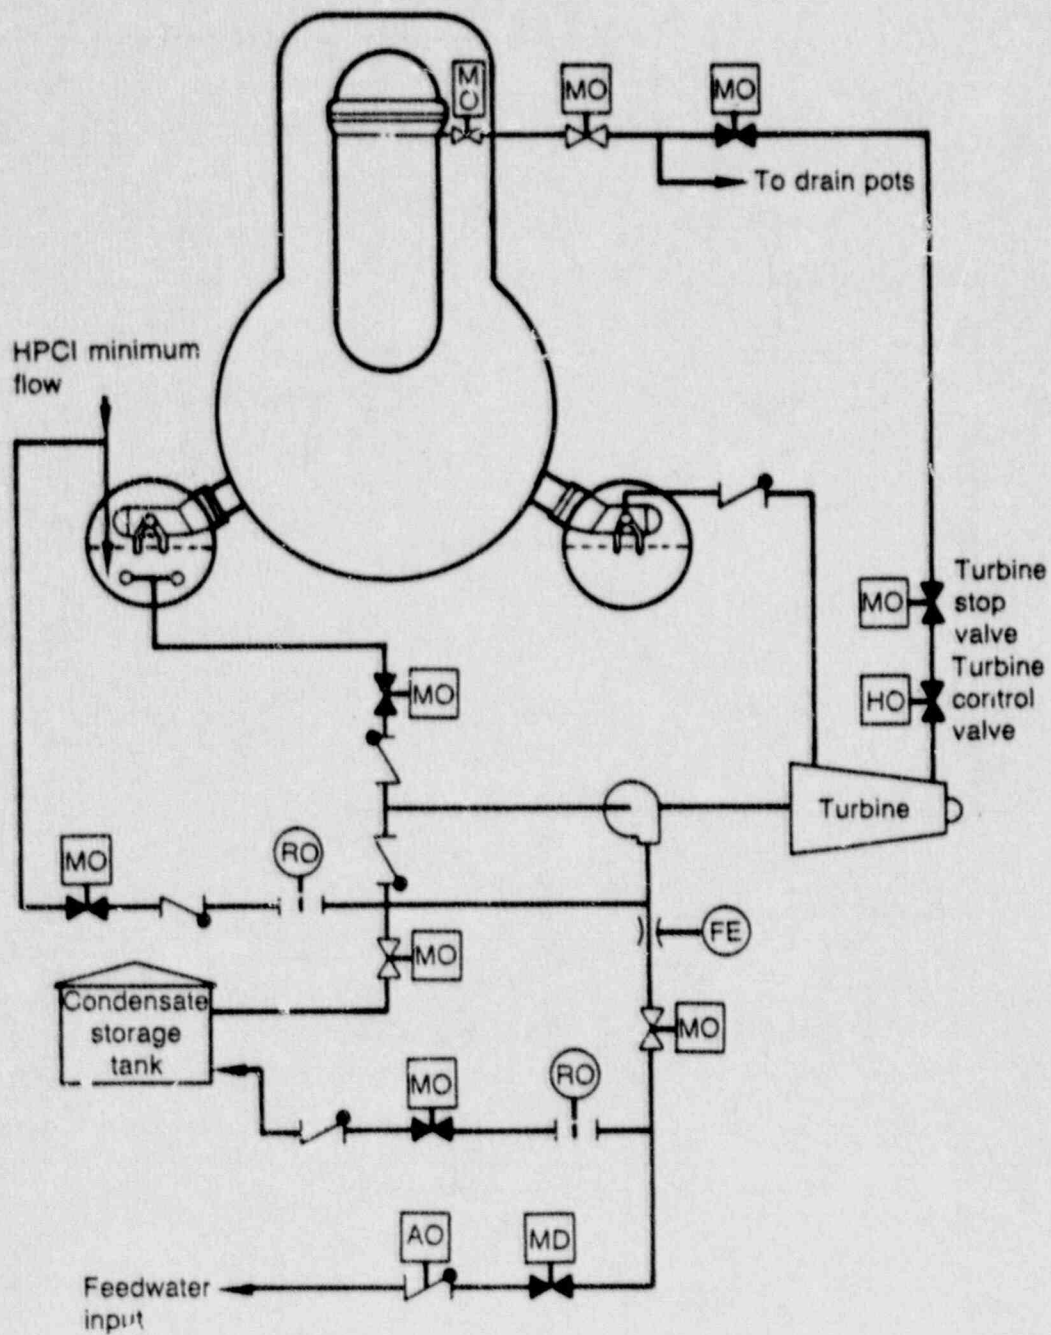 M
O
MO
MO
To drain pots
HPCI minimum
flow
MO
Turbine
stop
valve
MO
HO
Turbine
control
valve
Turbine
MO
RO
FE
MO
Condensate
storage
tank
MO
MO
RO
AO
MD
Feedwater
input